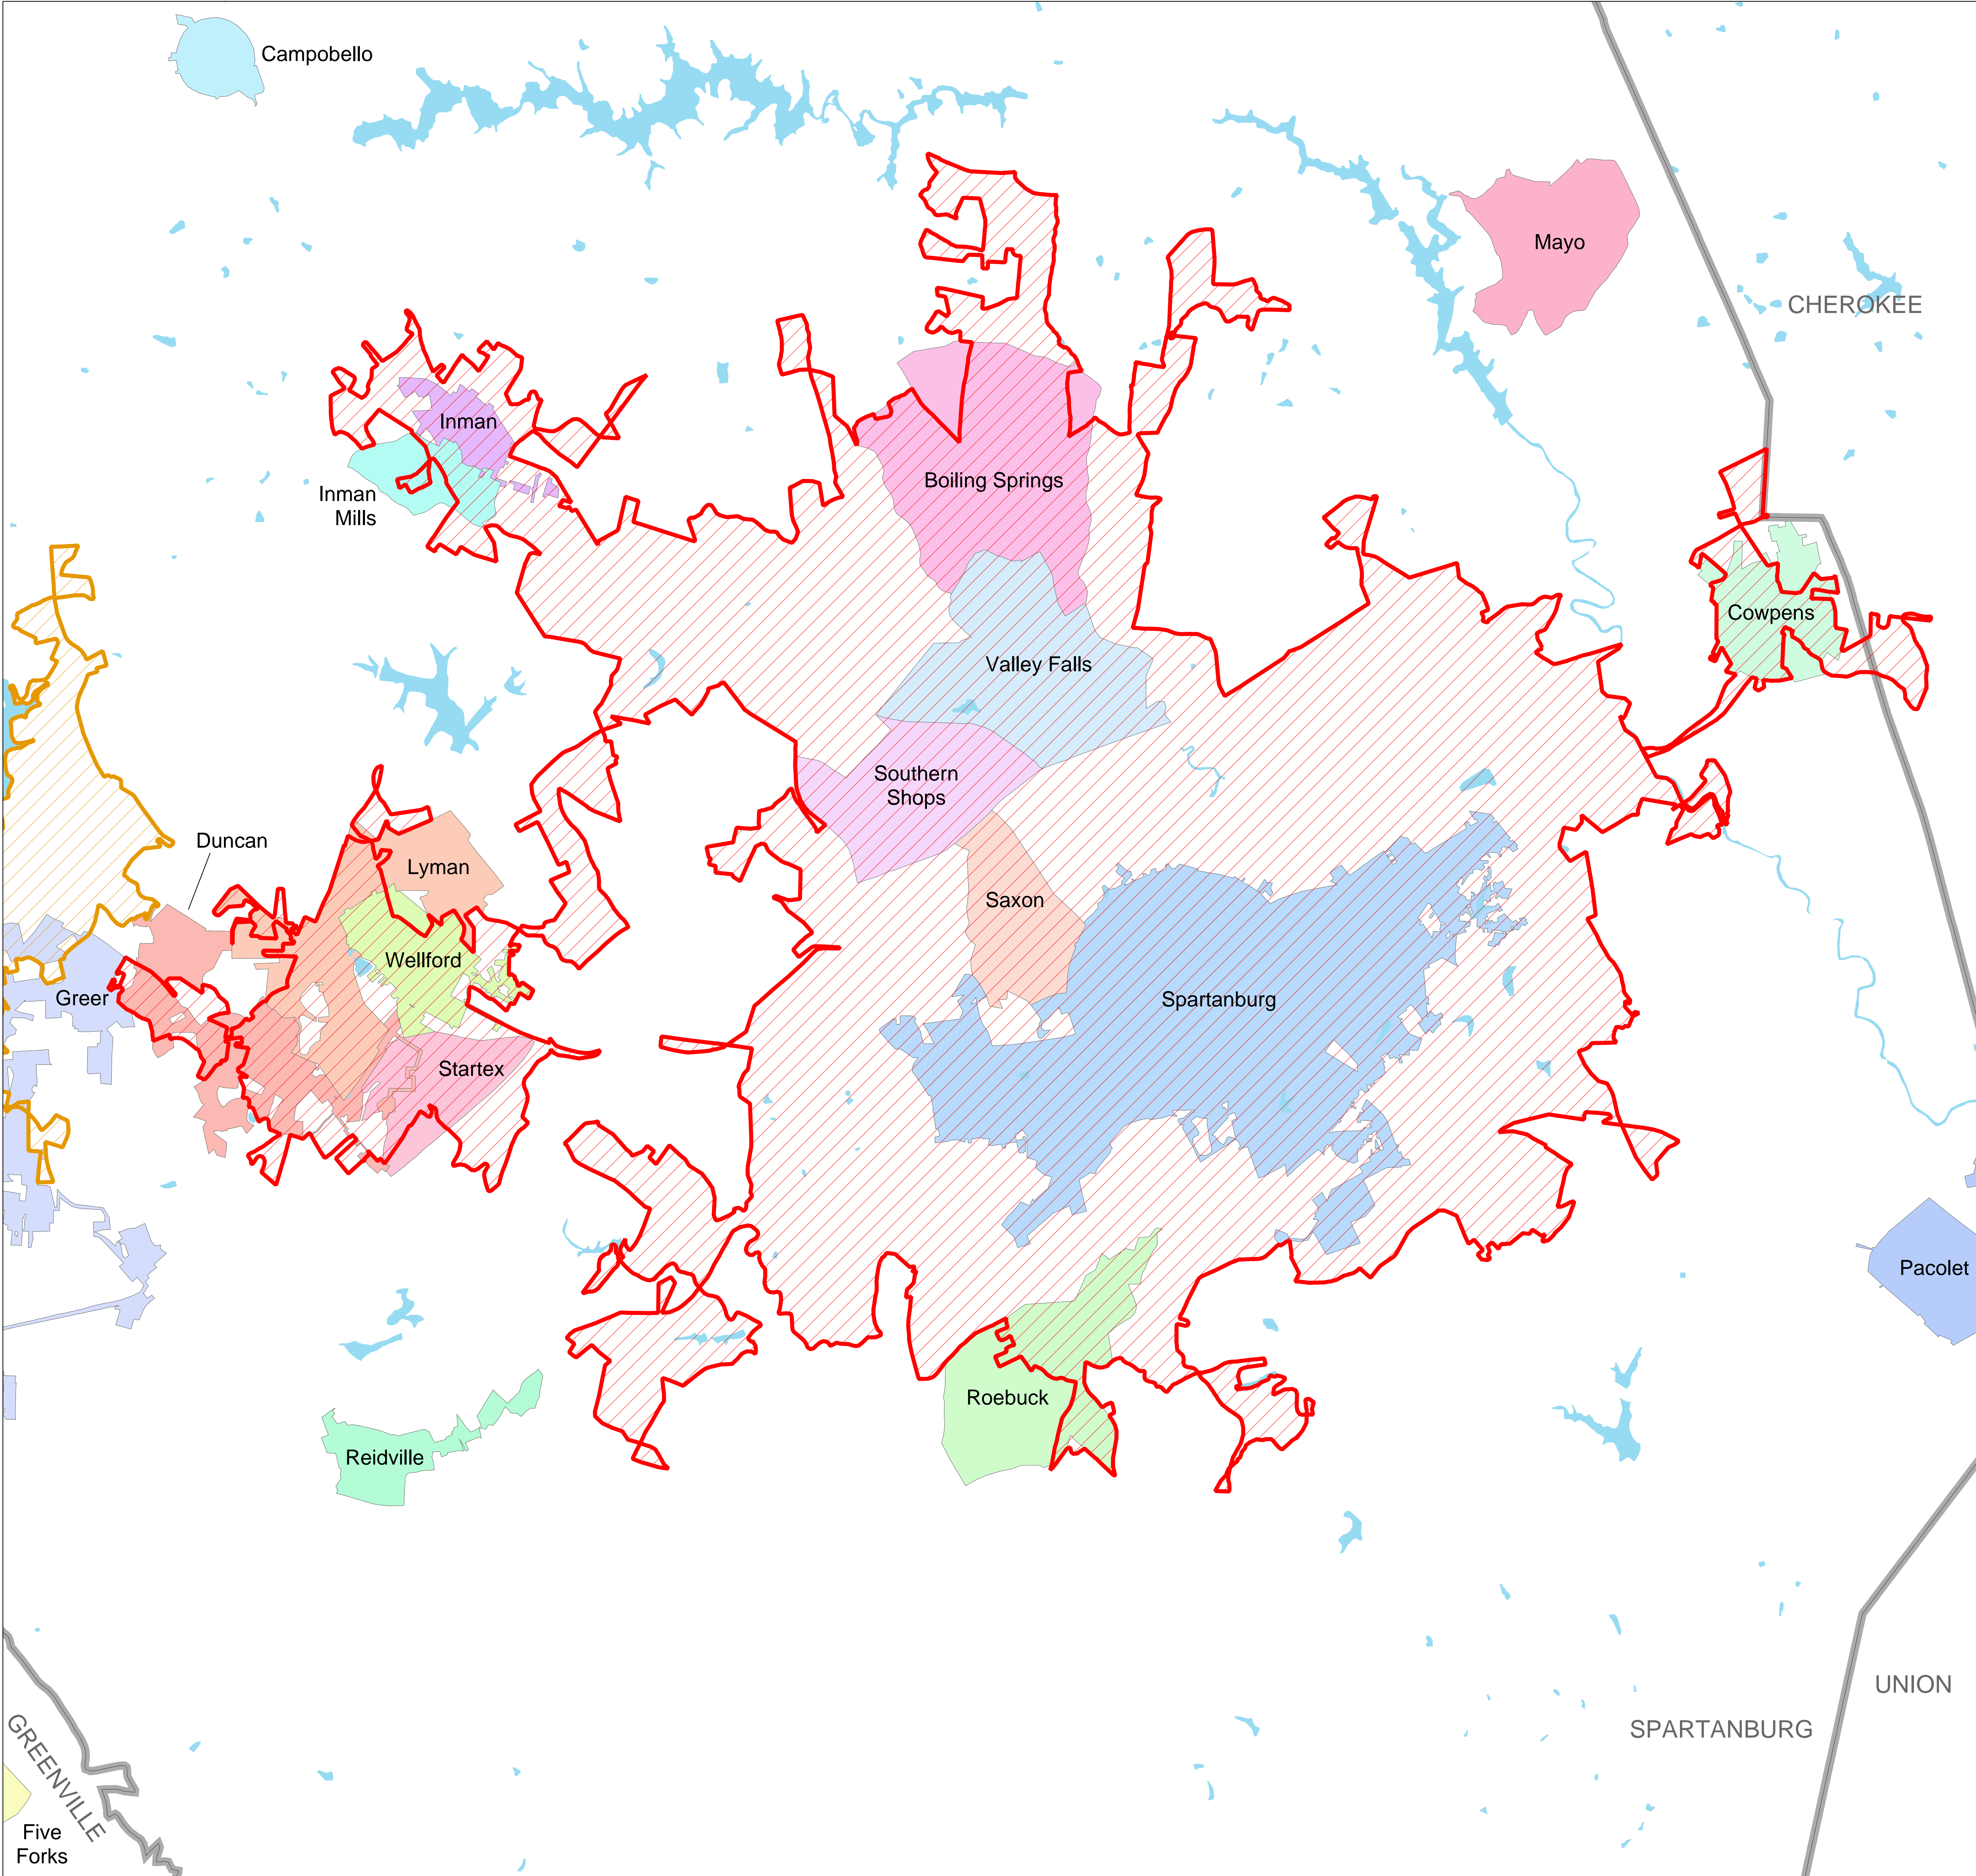 Campobello
Mayo
CHEROKEE
Inman
Boiling Springs
Inman
Mills
Cowpens
Valley Falls
Southern
Shops
Duncan
Lyman
Saxon
Wellford
Greer
Spartanburg
Startex
Pacolet
Roebuck
Reidville
UNION
SPARTANBURG
GREENVILLE
Five
Forks